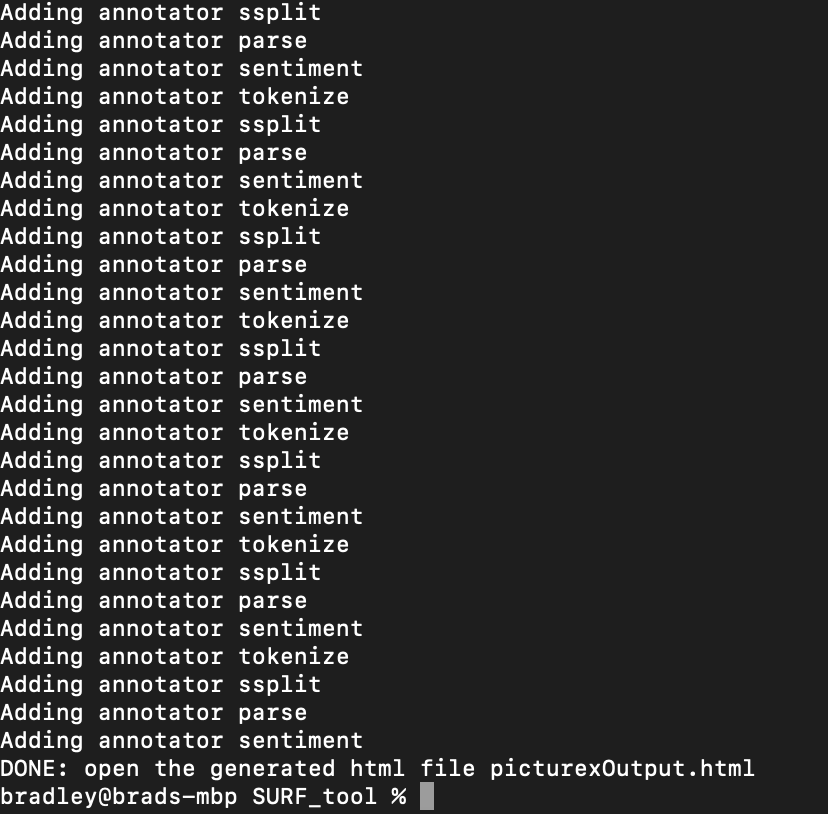 Adding annotator ssplit
Adding annotator parse
Adding annotator sentiment
Adding annotator tokenize
Adding annotator ssplit
Adding annotator parse
Adding annotator sentiment
Adding annotator tokenize
Adding annotator ssplit
Adding annotator parse
Adding annotator sentiment
Adding annotator tokenize
Adding annotator ssplit
Adding annotator parse
Adding annotator sentiment
Adding annotator tokenize
Adding annotator ssplit
Adding annotator parse
Adding annotator sentiment
Adding annotator tokenize
Adding annotator ssplit
Adding annotator parse
Adding annotator sentiment
Adding annotator tokenize
Adding annotator ssplit
Adding annotator parse
Adding annotator sentiment
DONE: open the generated html file picturexOutput.html
bradley@brads-mbp SURF_tool %